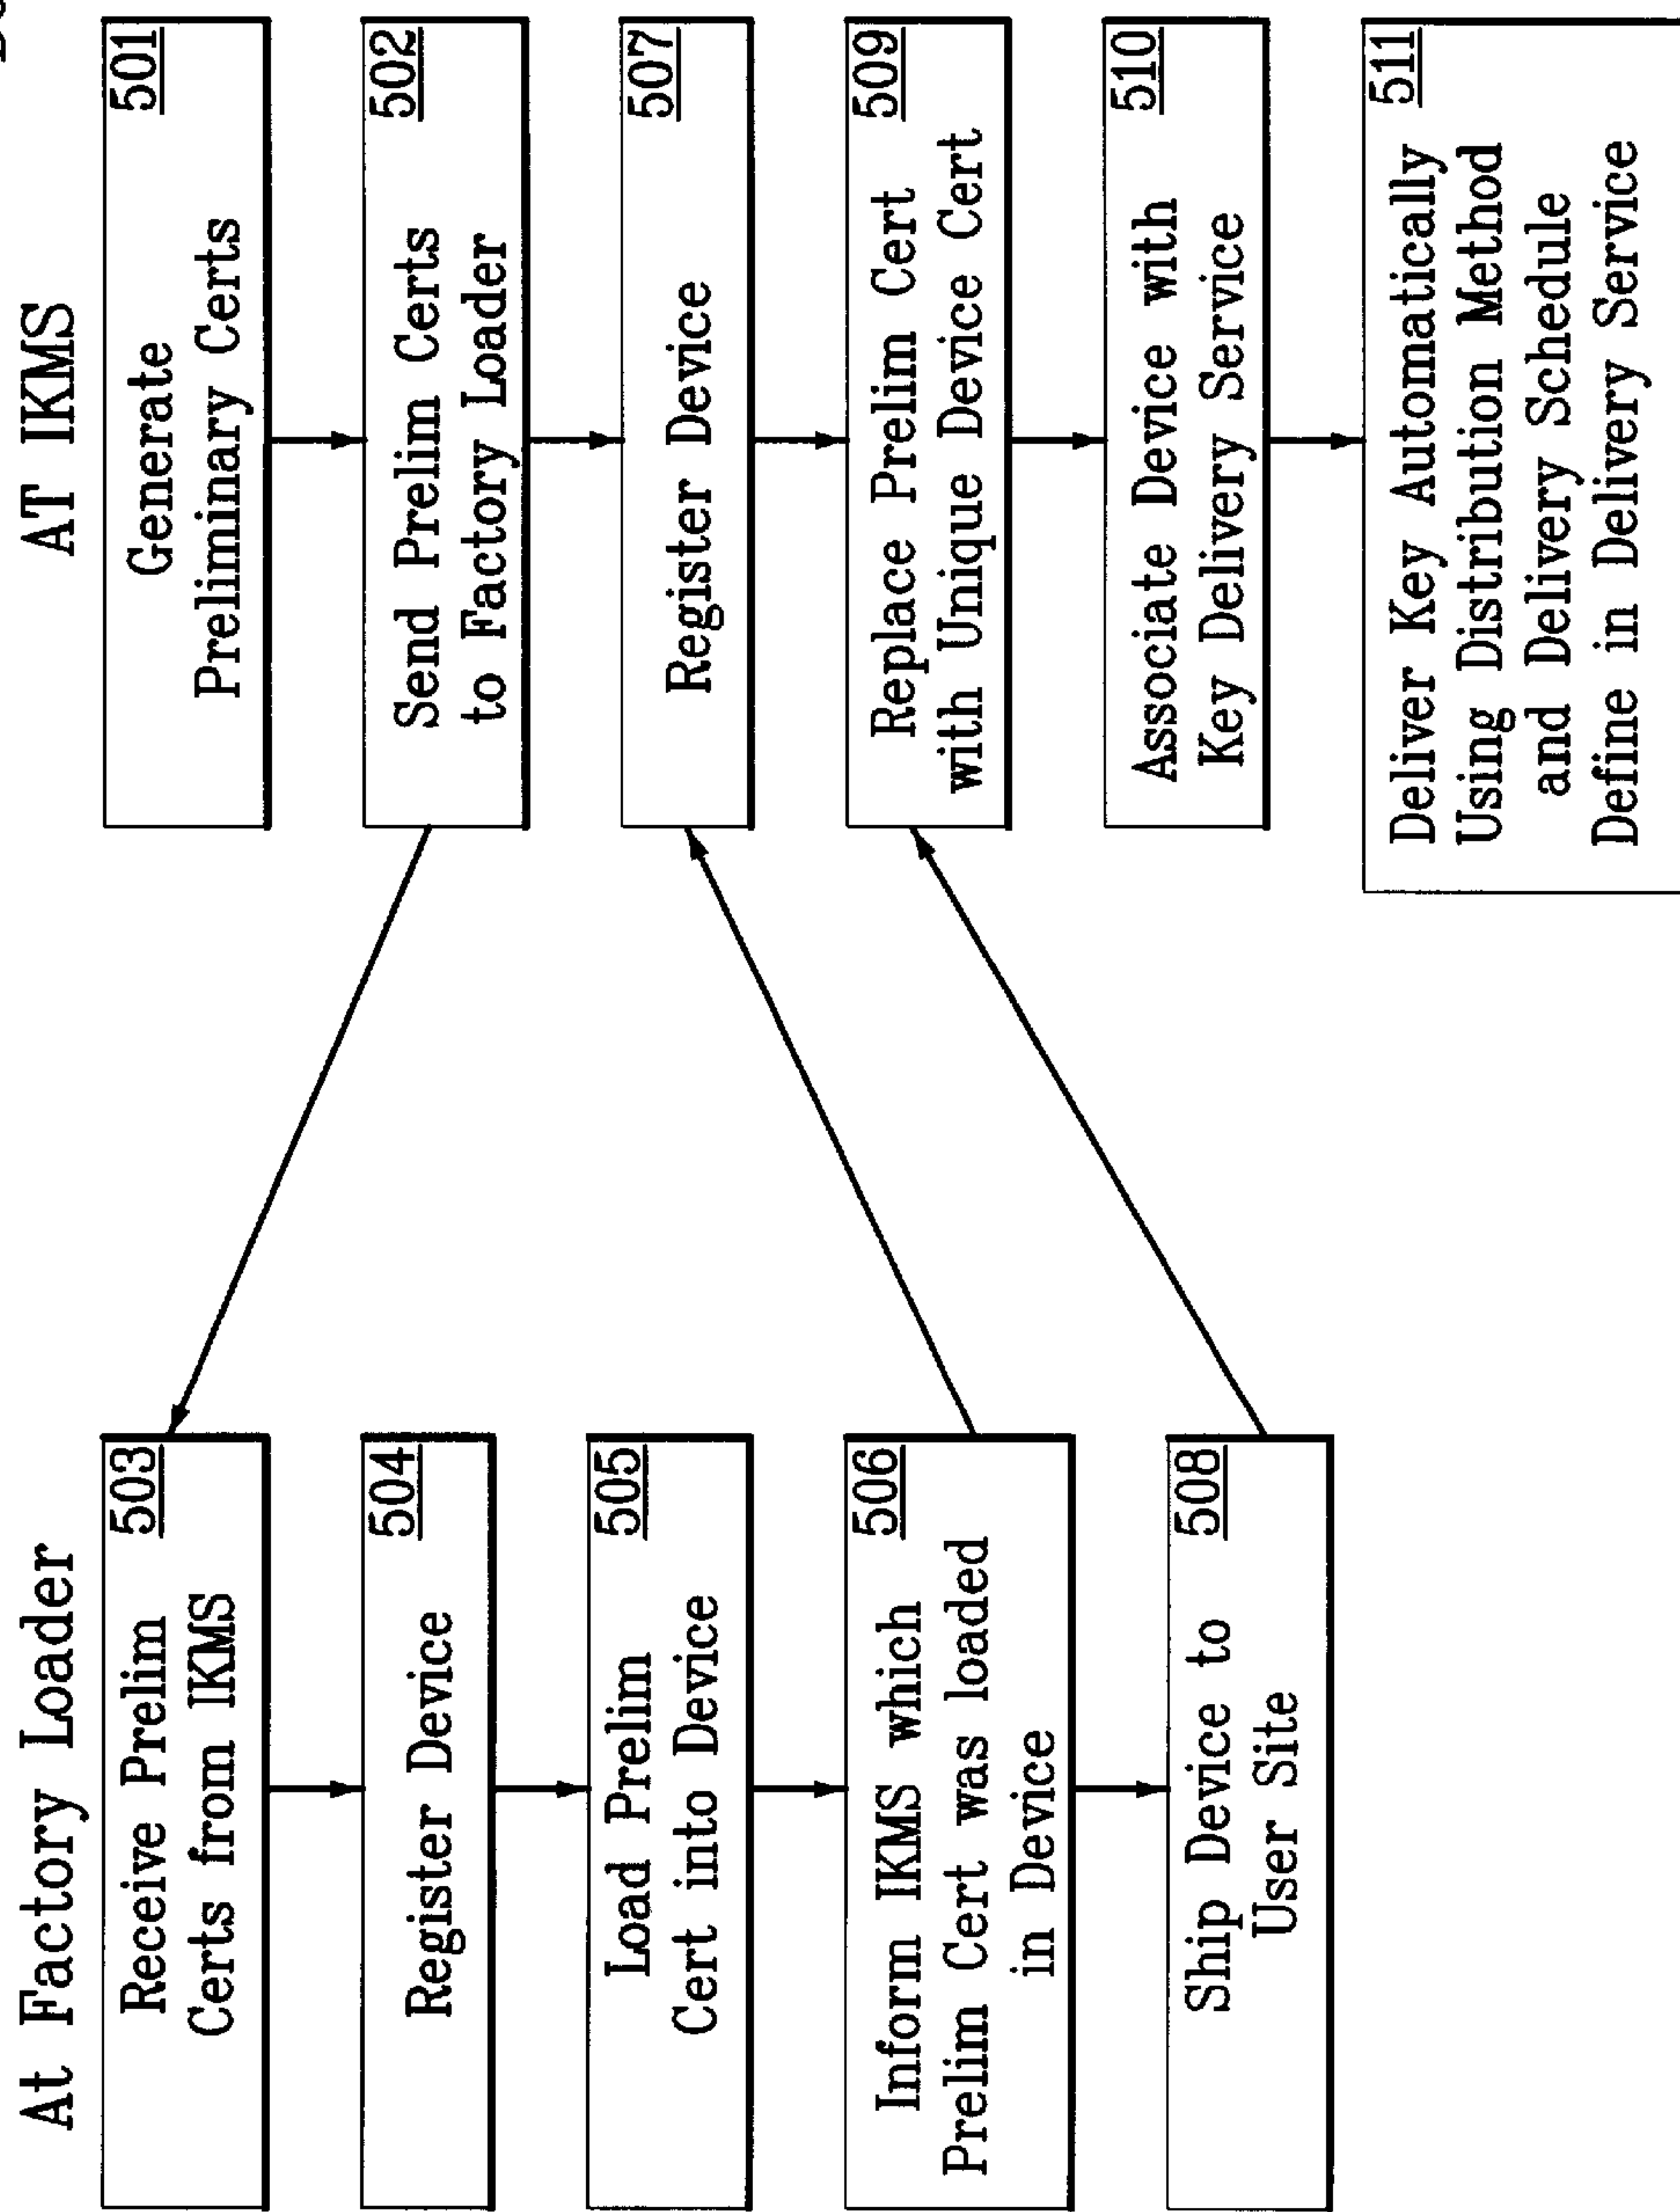 At Factory Loader
503
Receive Prelim
Certs from IKMS
504
Register Device
505
Load Prelim
Cert into Device
506
Inform IKMS which
Prelim Cert was loaded
in Device
508
Ship Device to
User Site
AT IKMS
501
Generate
Preliminary Certs
502
Send Prelim Certs
to Factory Loader
507
Register Device
509
Replace Prelim Cert
with Unique Device Cert
510
Associate Device with
Key Delivery Service
511
Deliver Key Automatically
Using Distribution Method
and Delivery Schedule
Define in Delivery Service